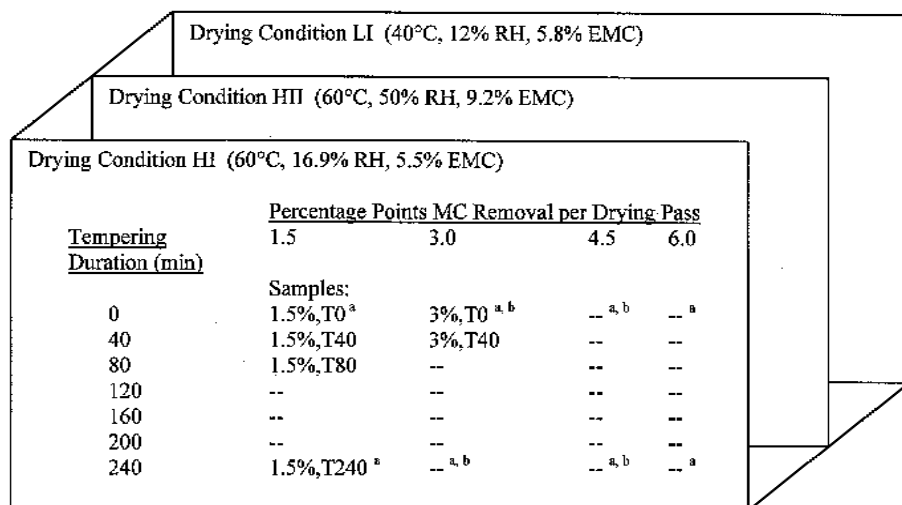 Drying Condition LI (40°C, 12% RH, 5.8% EMC)
Drying Condition HII (60°C, 50% RH, 9.2% EMC)
Drying Condition HI (60°C, 16.9% RH, 5.5% EMC)
Percentage Points MC Removal per Drying Pass
Tempering 1.5 3.0 4.5 6.0
Duration (min)
Samples:
0 1.5%,T0 a 3%,T0 a, b -- a, b -- a
40 1.5%,T40 3%,T40 -- --
80 1.5%,T80 -- -- --
120 -- -- -- --
160 -- -- -- --
200 -- -- -- --
240 1.5%,T240 a -- a, b -- a, b -- a